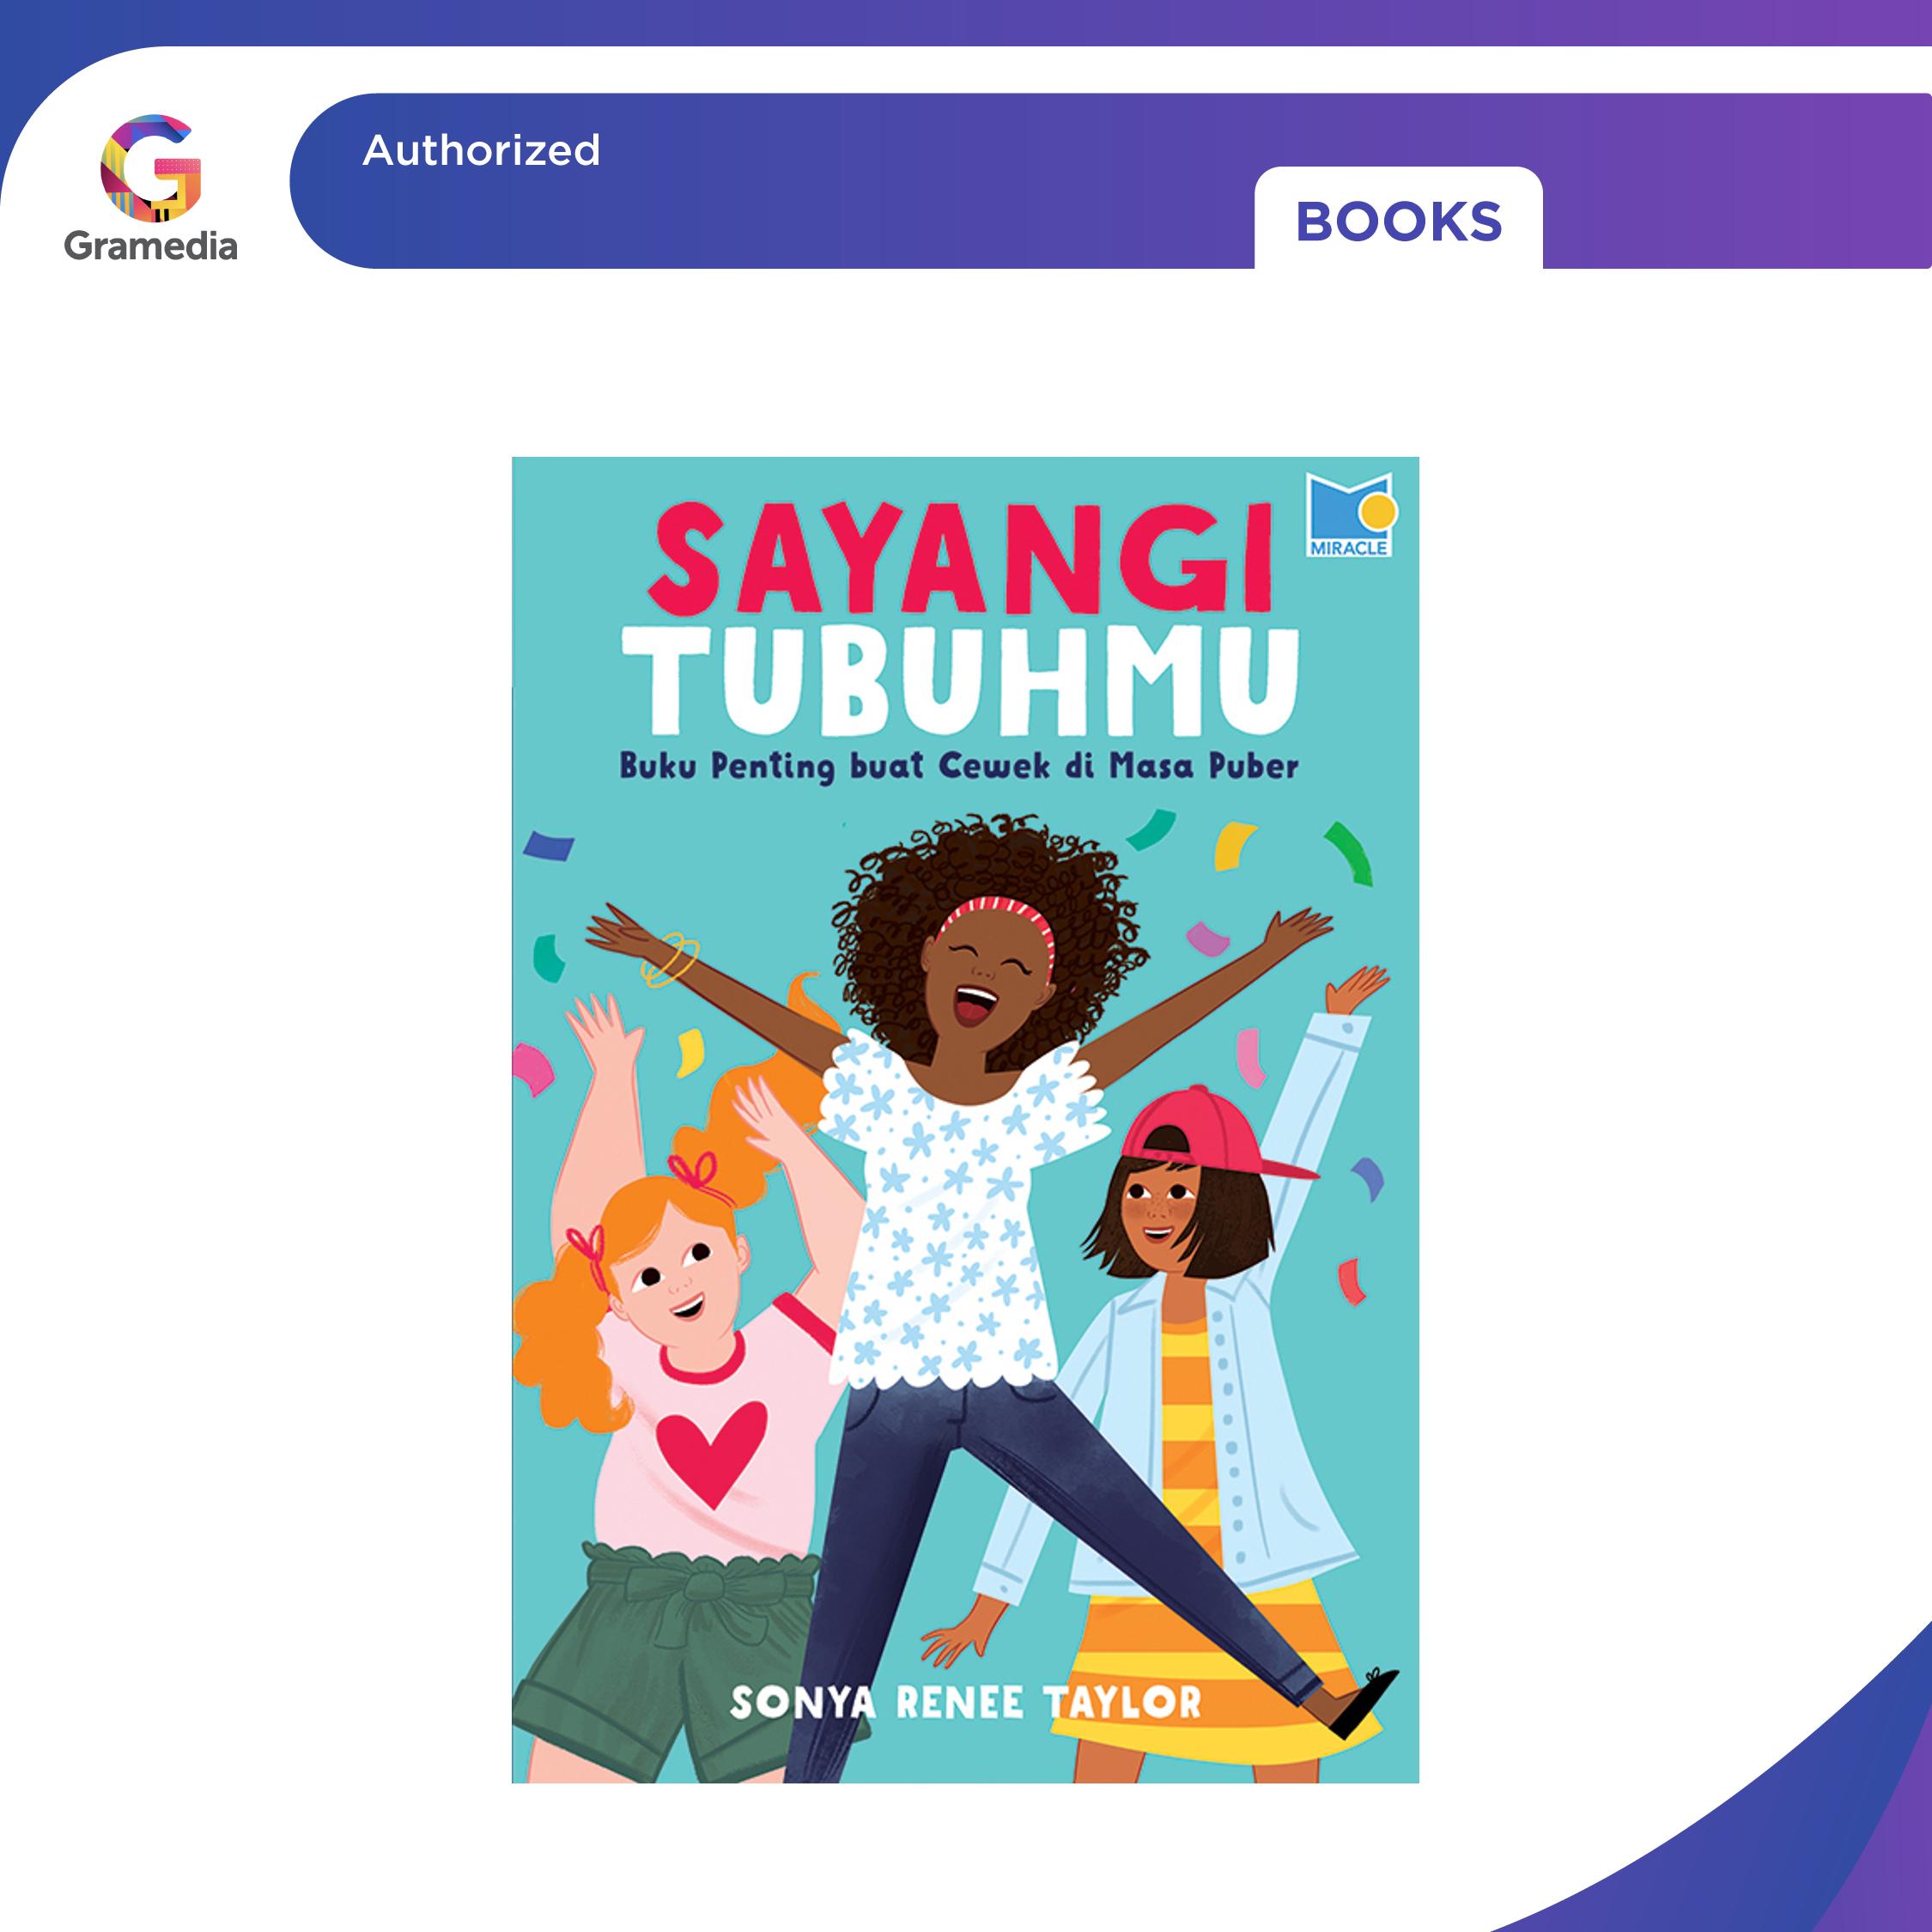 Authorized
Gramedia
BOOKS
MIRACLE
SAYANGI
TUBUHMU
Buku Penting buat Cewek di Masa Puber
SONYA RENEE TAYLOR